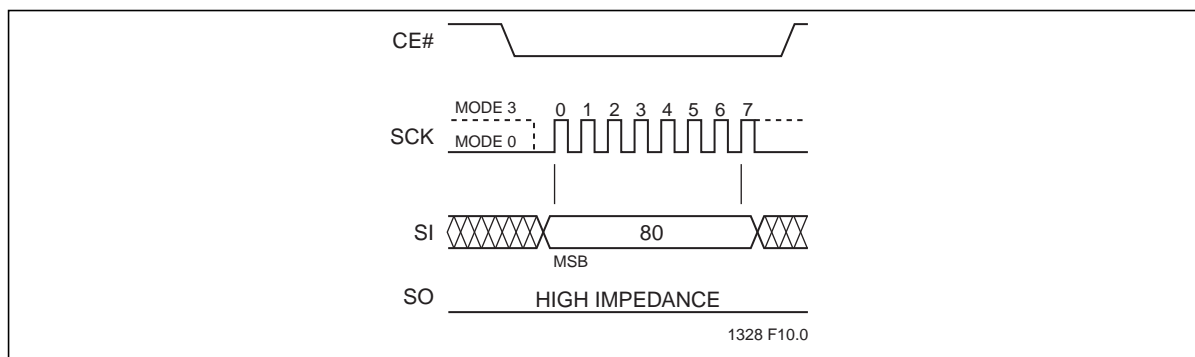 CE#
MODE 3
0 1 2 3 4 5 6 7
SCK
MODE 0
SI
80
MSB
SO
HIGH IMPEDANCE
1328 F10.0